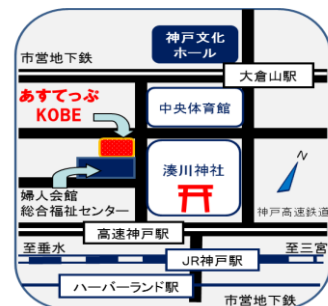 神戸文化
ホール
市営地下鉄
大倉山駅
あすてっぷ
KOBE
中央体育館
湊川神社
N
婦人会館
総合福祉センター
神戸高速鉄道
高速神戸駅
至垂水
至三宮
JR神戸駅
ハーバーランド駅
市営地下鉄